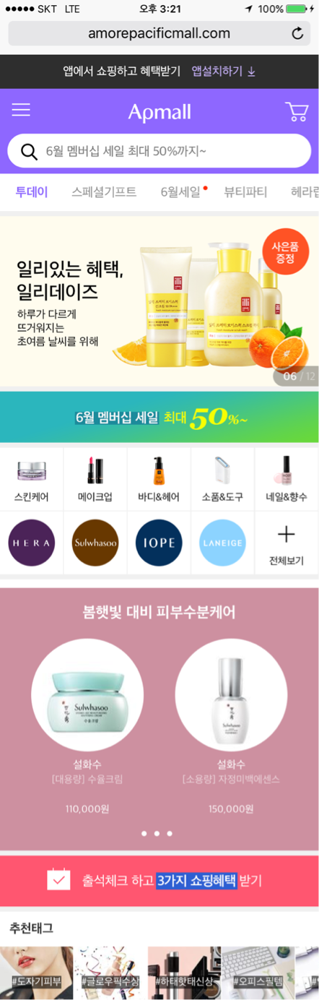 SKT LTE 오후 3:21 100%
amorepacificmall.com
앱에서 쇼핑하고 혜택받기 앱설치하기
Apmall
6월 멤버십 세일 최대 50%까지~
투데이 스페셜기프트 6월세일 뷰티파티 헤라
일리있는 혜택,
일리데이즈
하루가 다르게
뜨거워지는
초여름 날씨를 위해
사은품
증정
06 / 12
6월 멤버십 세일 최대 50%~
스킨케어 메이크업 바디&헤어 소품&도구 네일&향수
HERA Sulwhasoo IOPE LANEIGE 전체보기
봄햇빛 대비 피부수분케어
Sulwhasoo
수율크림
Sulwhasoo
설화수 설화수
[대용량] 수율크림 [소용량] 자정미백에센스
110,000원 150,000원
출석체크 하고 3가지 쇼핑혜택 받기
추천태그
#도자기피부 #글로우픽수상 #하태핫태신상 #오피스필템